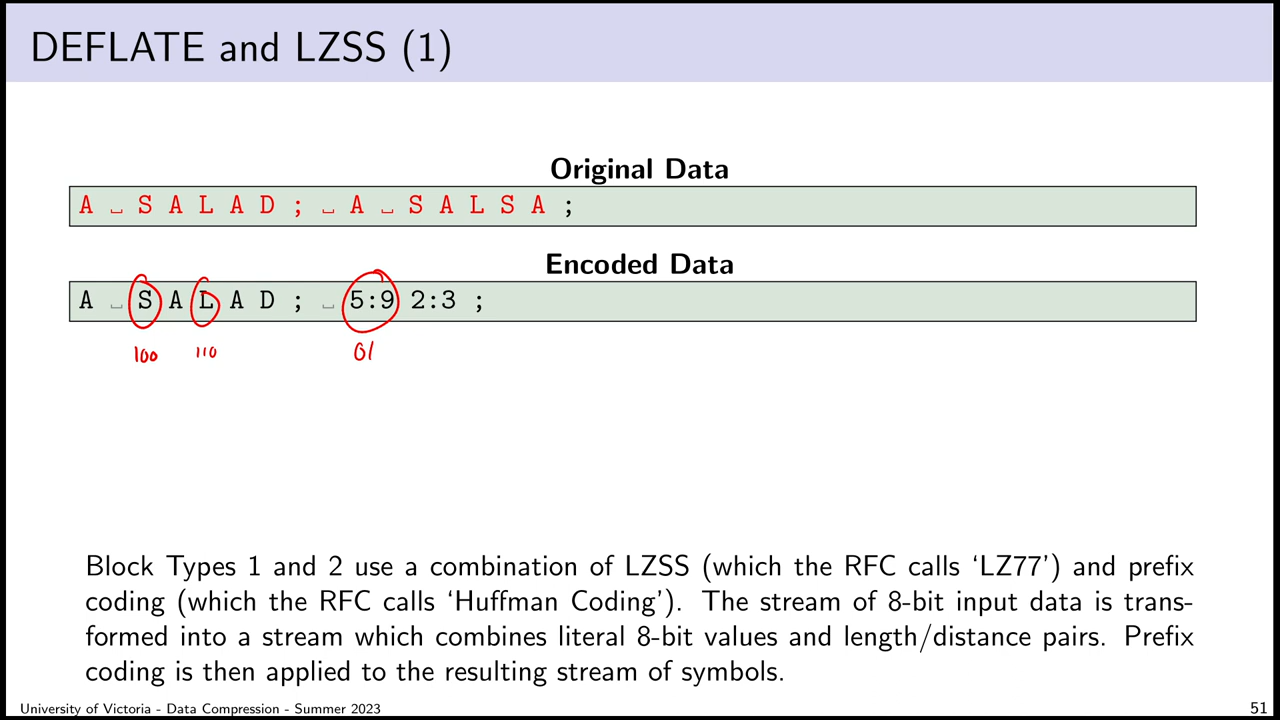 DEFLATE and LZSS (1)
Original Data
A ␣ S A L A D ; ␣ A ␣ S A L S A ;
Encoded Data
A ␣ S A L A D ; ␣ 5:9 2:3 ;
100 110 01
Block Types 1 and 2 use a combination of LZSS (which the RFC calls ‘LZ77’) and prefix
coding (which the RFC calls ‘Huffman Coding’). The stream of 8-bit input data is trans-
formed into a stream which combines literal 8-bit values and length/distance pairs. Prefix
coding is then applied to the resulting stream of symbols.
University of Victoria - Data Compression - Summer 2023 51